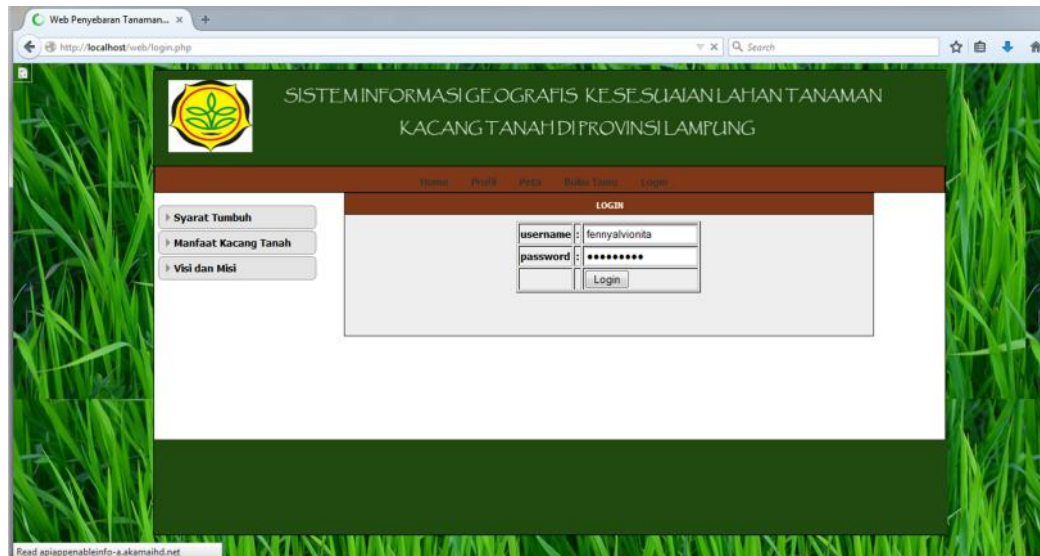 Web Penyebaran Tanaman... × +
http://localhost/web/login.php
Search
SISTEM INFORMASI GEOGRAFIS KESESUAIAN LAHAN TANAMAN
KACANG TANAH DI PROVINSI LAMPUNG
Home Profil Peta Buku Tamu Login
Syarat Tumbuh
Manfaat Kacang Tanah
Visi dan Misi
LOGIN
username : fennyalvionita
password : •••••••••
Login
Read apiappenableinfo-a.akamaihd.net